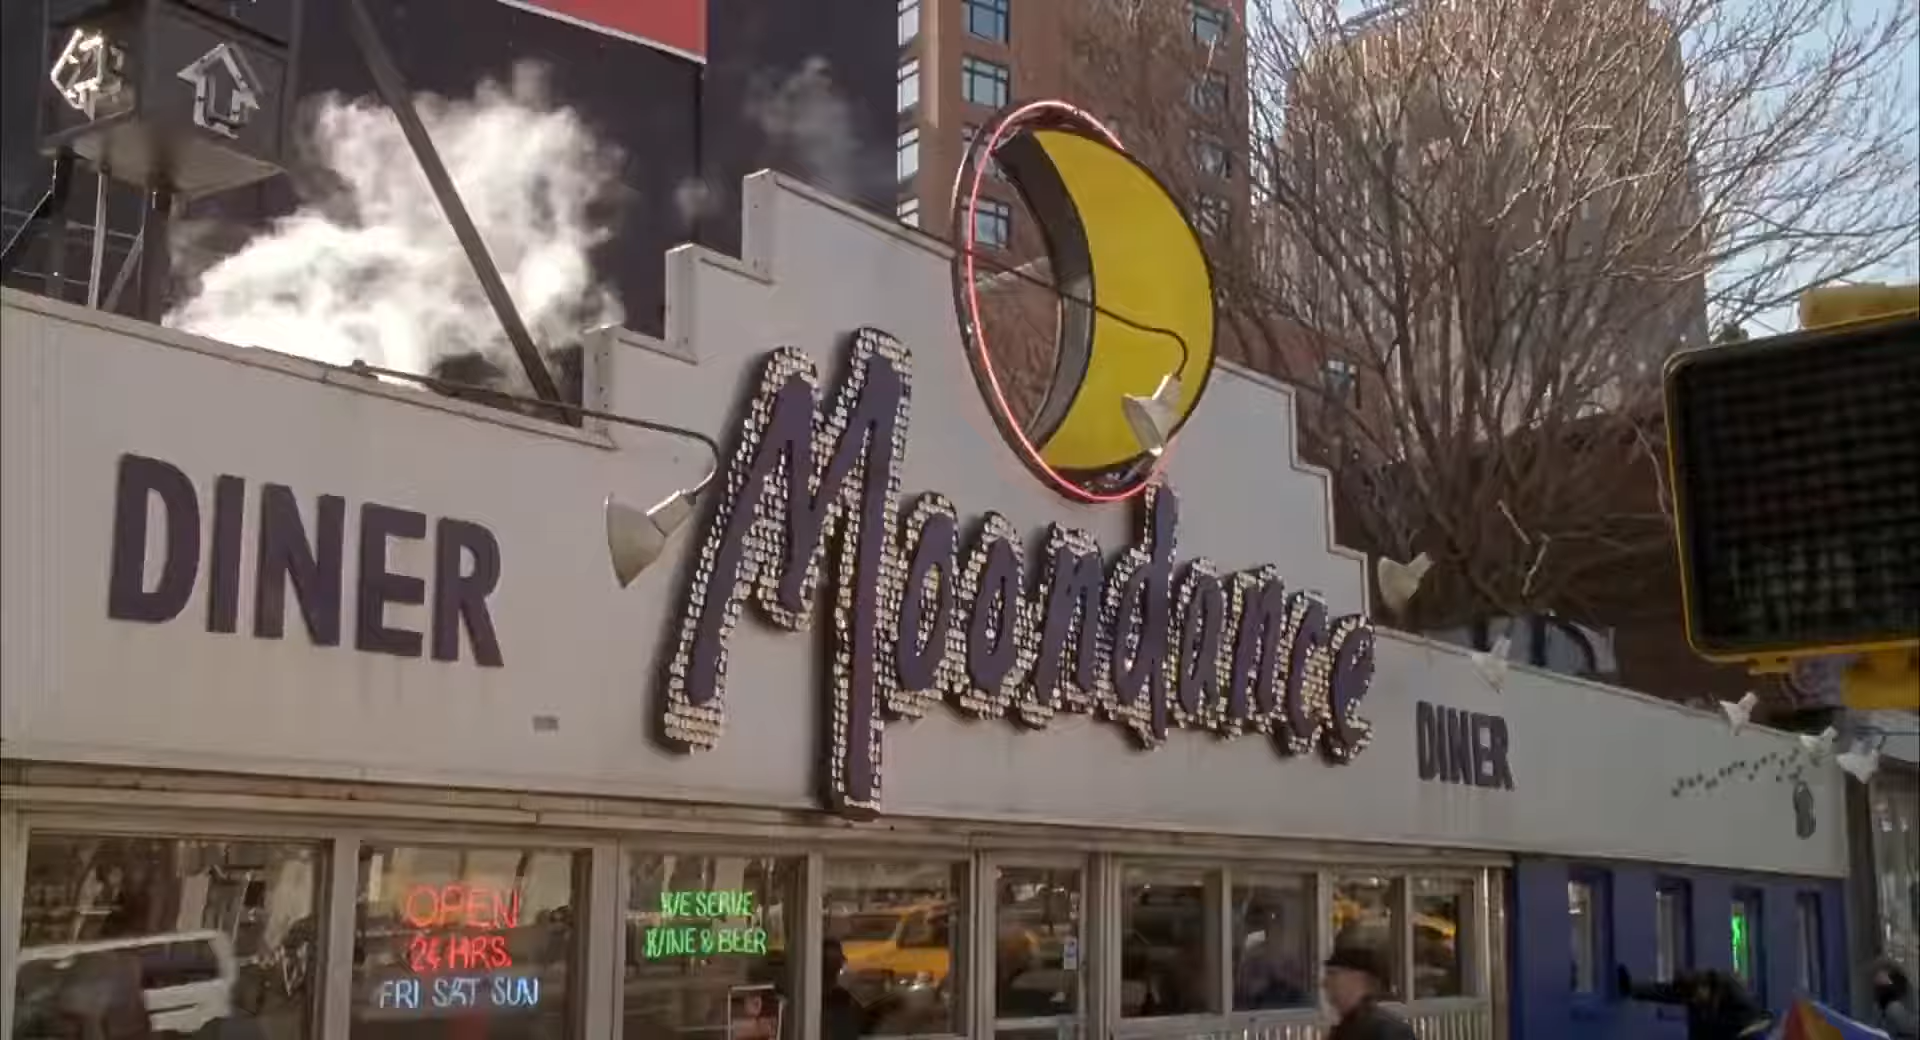 DINER
Moondance
DINER
OPEN
24 HRS.
FRI SAT SUN
WE SERVE
WINE & BEER